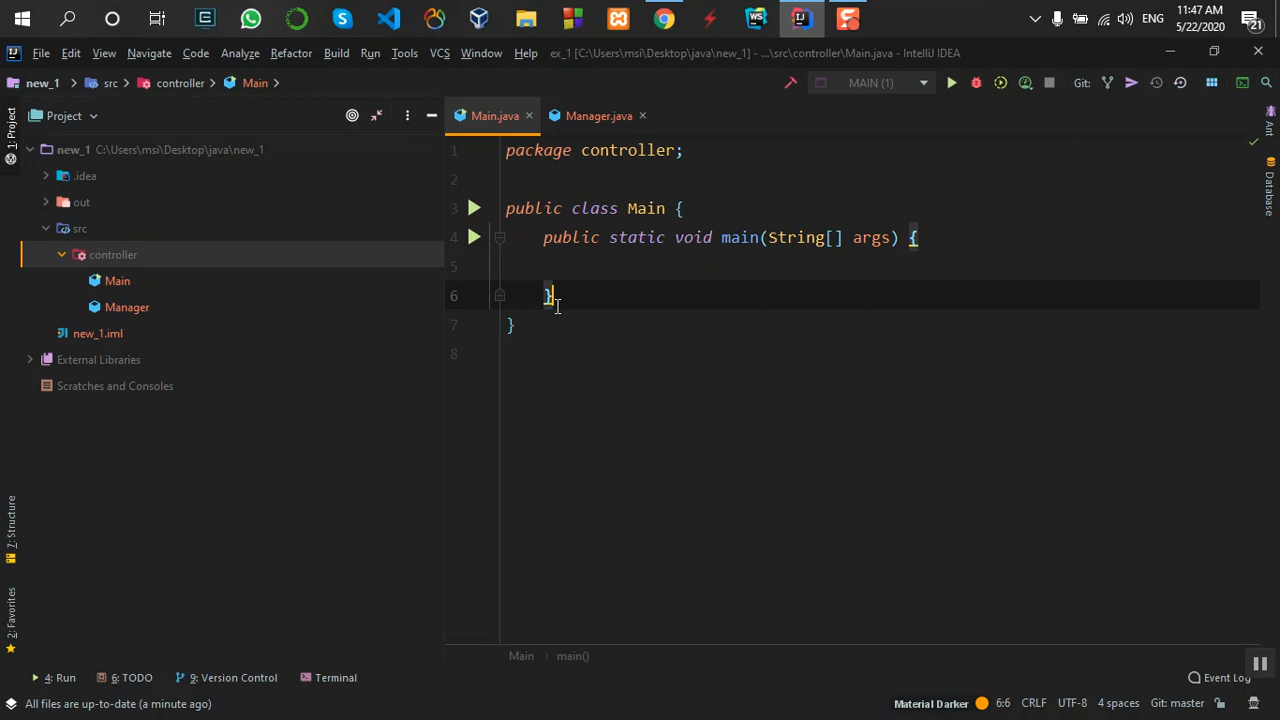 ENG
11:47 AM
5/22/2020
21
File Edit View Navigate Code Analyze Refactor Build Run Tools VCS Window Help ex_1 [C:\Users\msi\Desktop\java\new_1] - ...\src\controller\Main.java - IntelliJ IDEA
new_1 src controller Main
MAIN (1)
Git:
Project
Main.java
Manager.java
1: Project
new_1 C:\Users\msi\Desktop\java\new_1
.idea
out
src
controller
Main
Manager
new_1.iml
External Libraries
Scratches and Consoles
1 package controller;
2
3 public class Main {
4 public static void main(String[] args) {
5
6 }
7 }
8
Ant
Database
7: Structure
2: Favorites
Main main()
4: Run 6: TODO 9: Version Control Terminal Event Log
All files are up-to-date (a minute ago) Material Darker 6:6 CRLF UTF-8 4 spaces Git: master